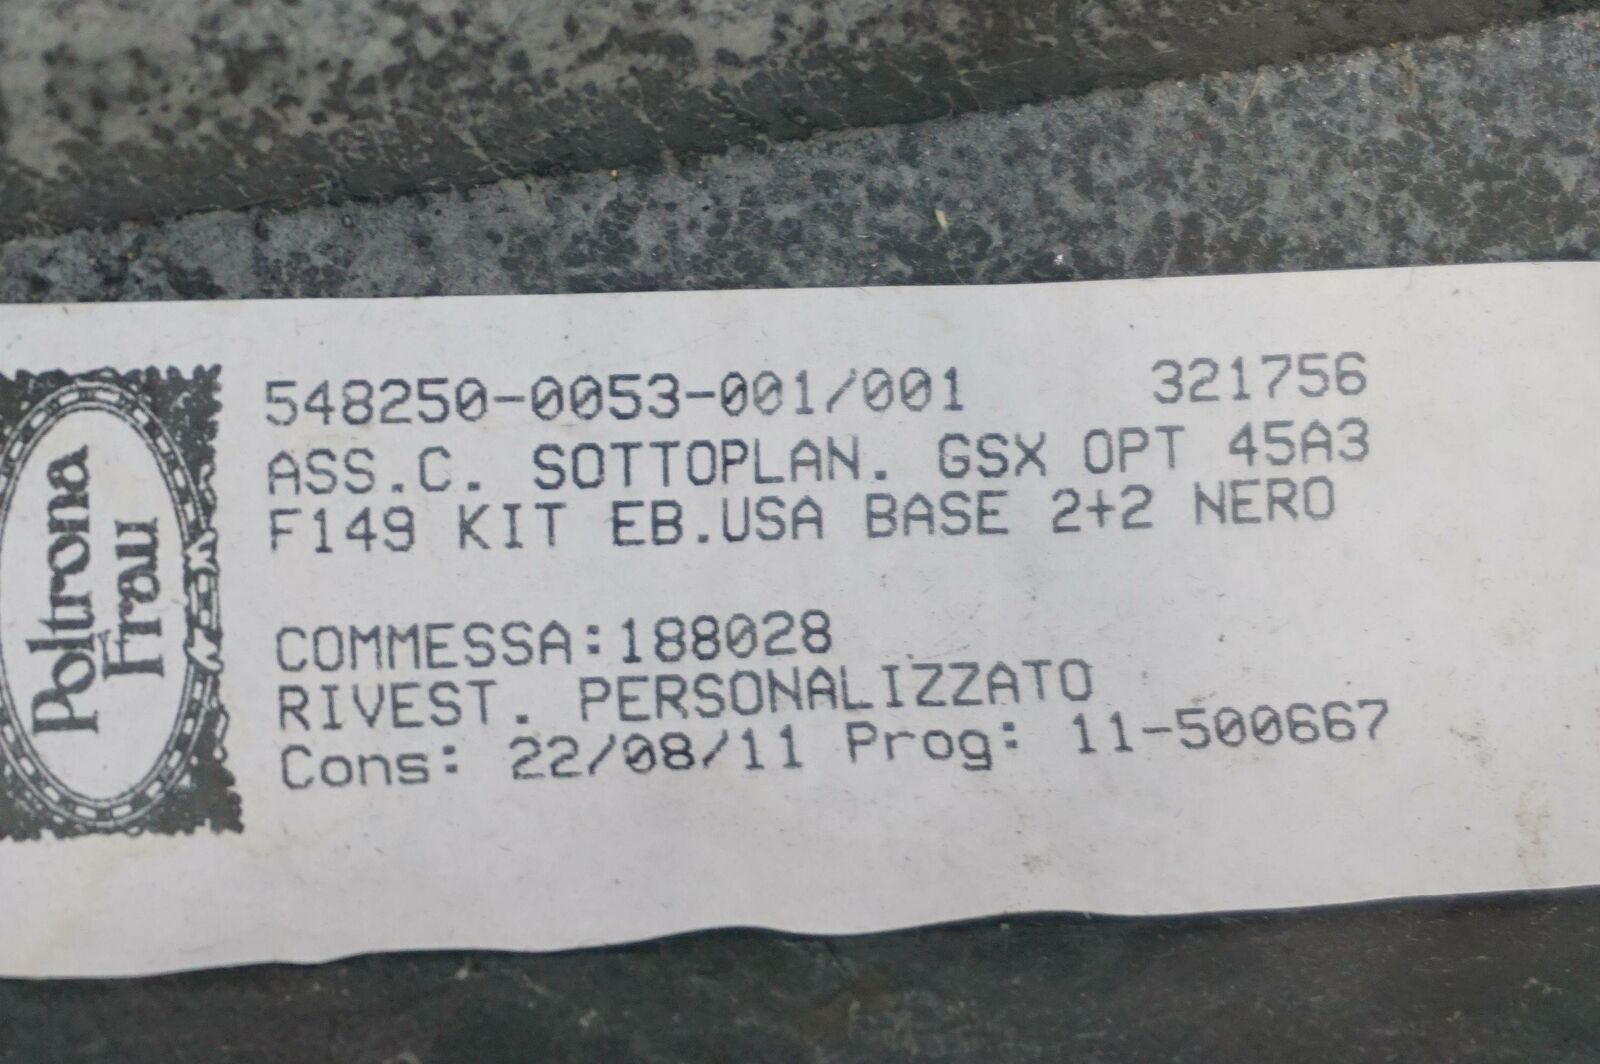 Poltrona
Frau
548250-0053-001/001 321756
ASS.C. SOTTOPLAN. GSX OPT 45A3
F149 KIT EB.USA BASE 2+2 NERO
COMMESSA:188028
RIVEST. PERSONALIZZATO
Cons: 22/08/11 Prog: 11-500667